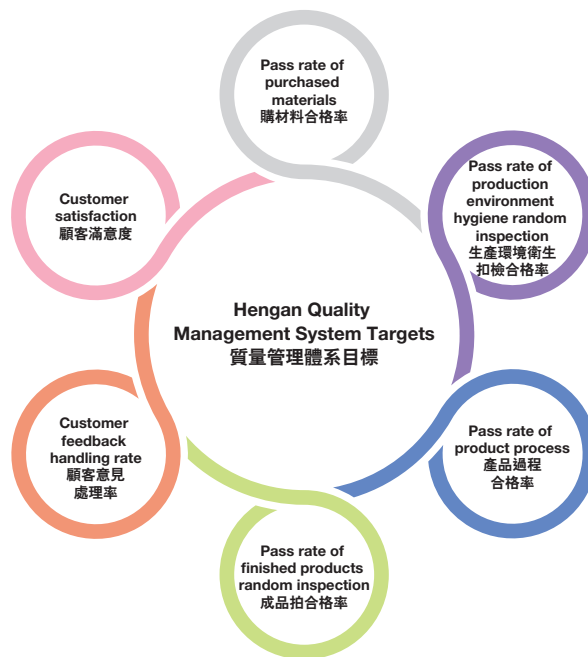 Pass rate of
purchased
materials
購材料合格率
Pass rate of
production
environment
hygiene random
inspection
生產環境衛生
扣檢合格率
Customer
satisfaction
顧客滿意度
Hengan Quality
Management System Targets
質量管理體系目標
Pass rate of
product process
產品過程
合格率
Customer
feedback
handling rate
顧客意見
處理率
Pass rate of
finished products
random inspection
成品拍合格率